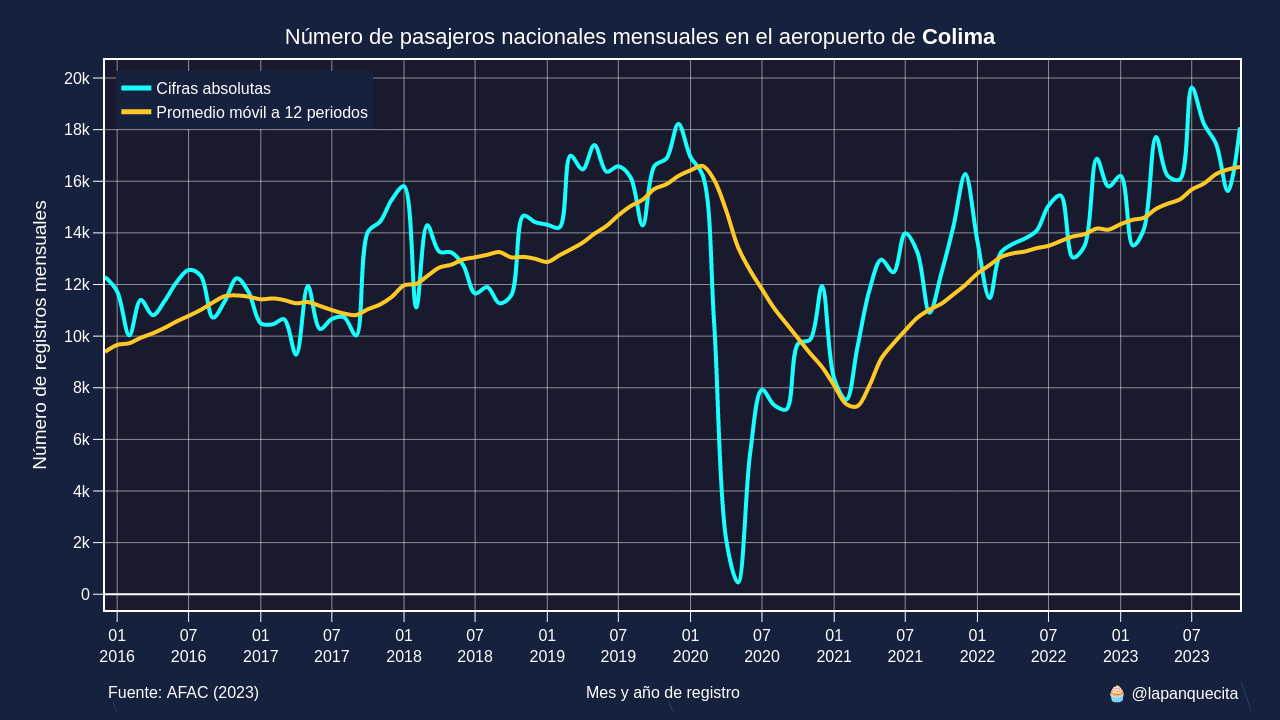 Número de pasajeros nacionales mensuales en el aeropuerto de Colima
Cifras absolutas
Promedio móvil a 12 periodos
Número de registros mensuales
20k
18k
16k
14k
12k
10k
8k
6k
4k
2k
0
01 07 01 07 01 07 01 07 01 07 01 07 01 07 01 07
2016 2016 2017 2017 2018 2018 2019 2019 2020 2020 2021 2021 2022 2022 2023 2023
Fuente: AFAC (2023) Mes y año de registro 🧁 @lapanquecita